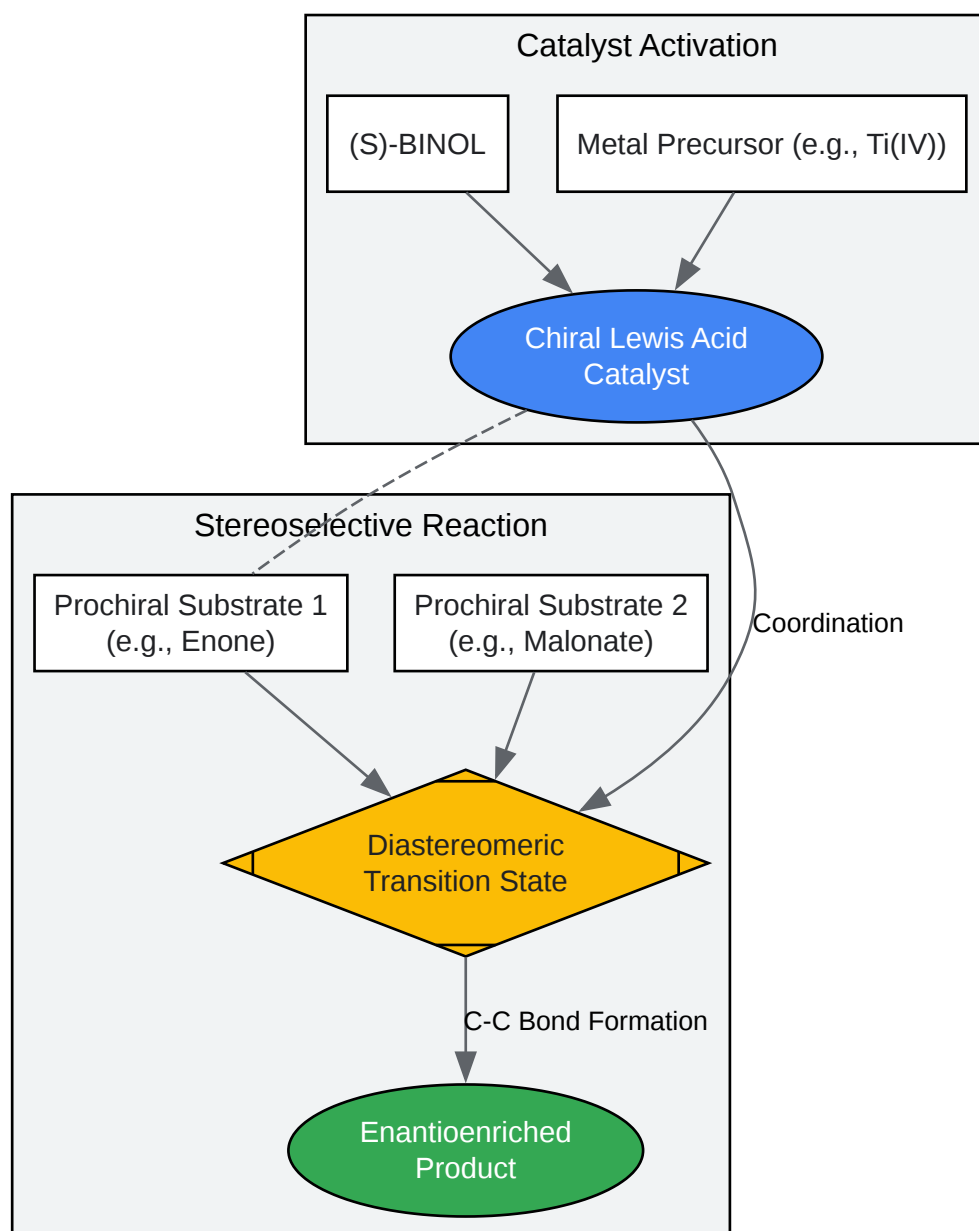 Catalyst Activation
(S)-BINOL
Metal Precursor (e.g., Ti(IV))
Chiral Lewis Acid
Catalyst
Stereoselective Reaction
Prochiral Substrate 1
(e.g., Enone)
Prochiral Substrate 2
(e.g., Malonate)
Coordination
Diastereomeric
Transition State
C-C Bond Formation
Enantioenriched
Product